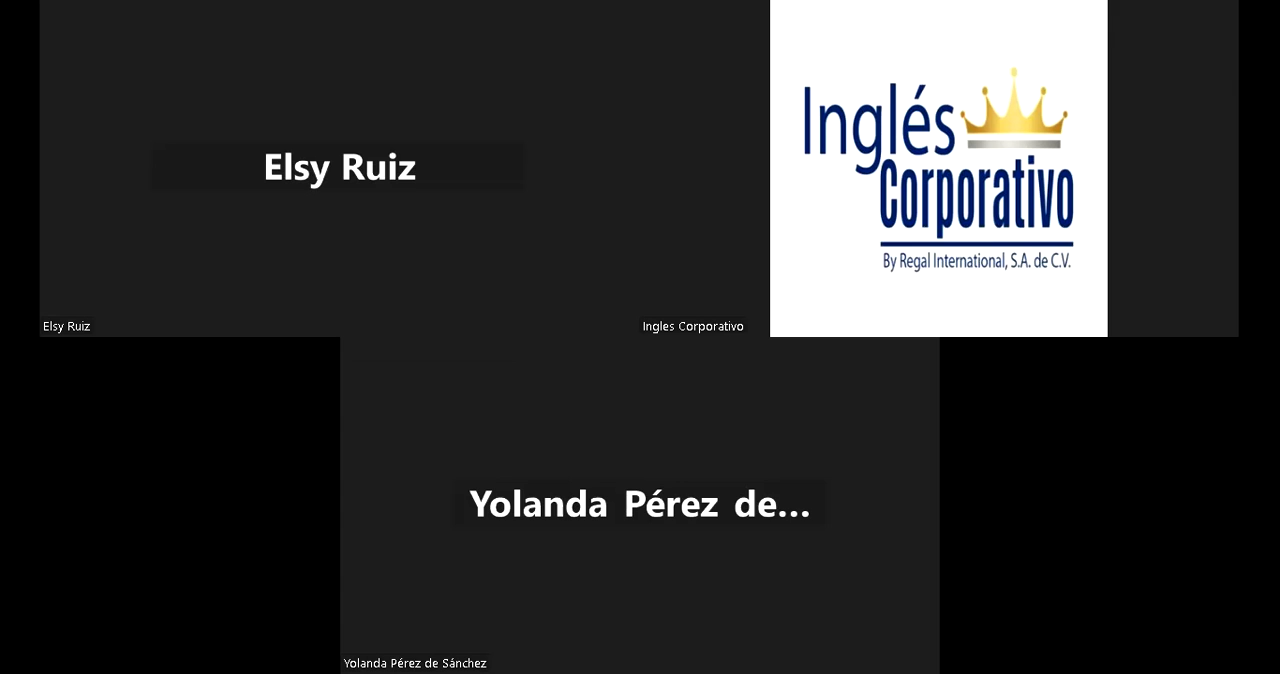 Elsy Ruiz
Elsy Ruiz
Inglés
Corporativo
By Regal International, S.A. de C.V.
Ingles Corporativo
Yolanda Pérez de...
Yolanda Pérez de Sánchez